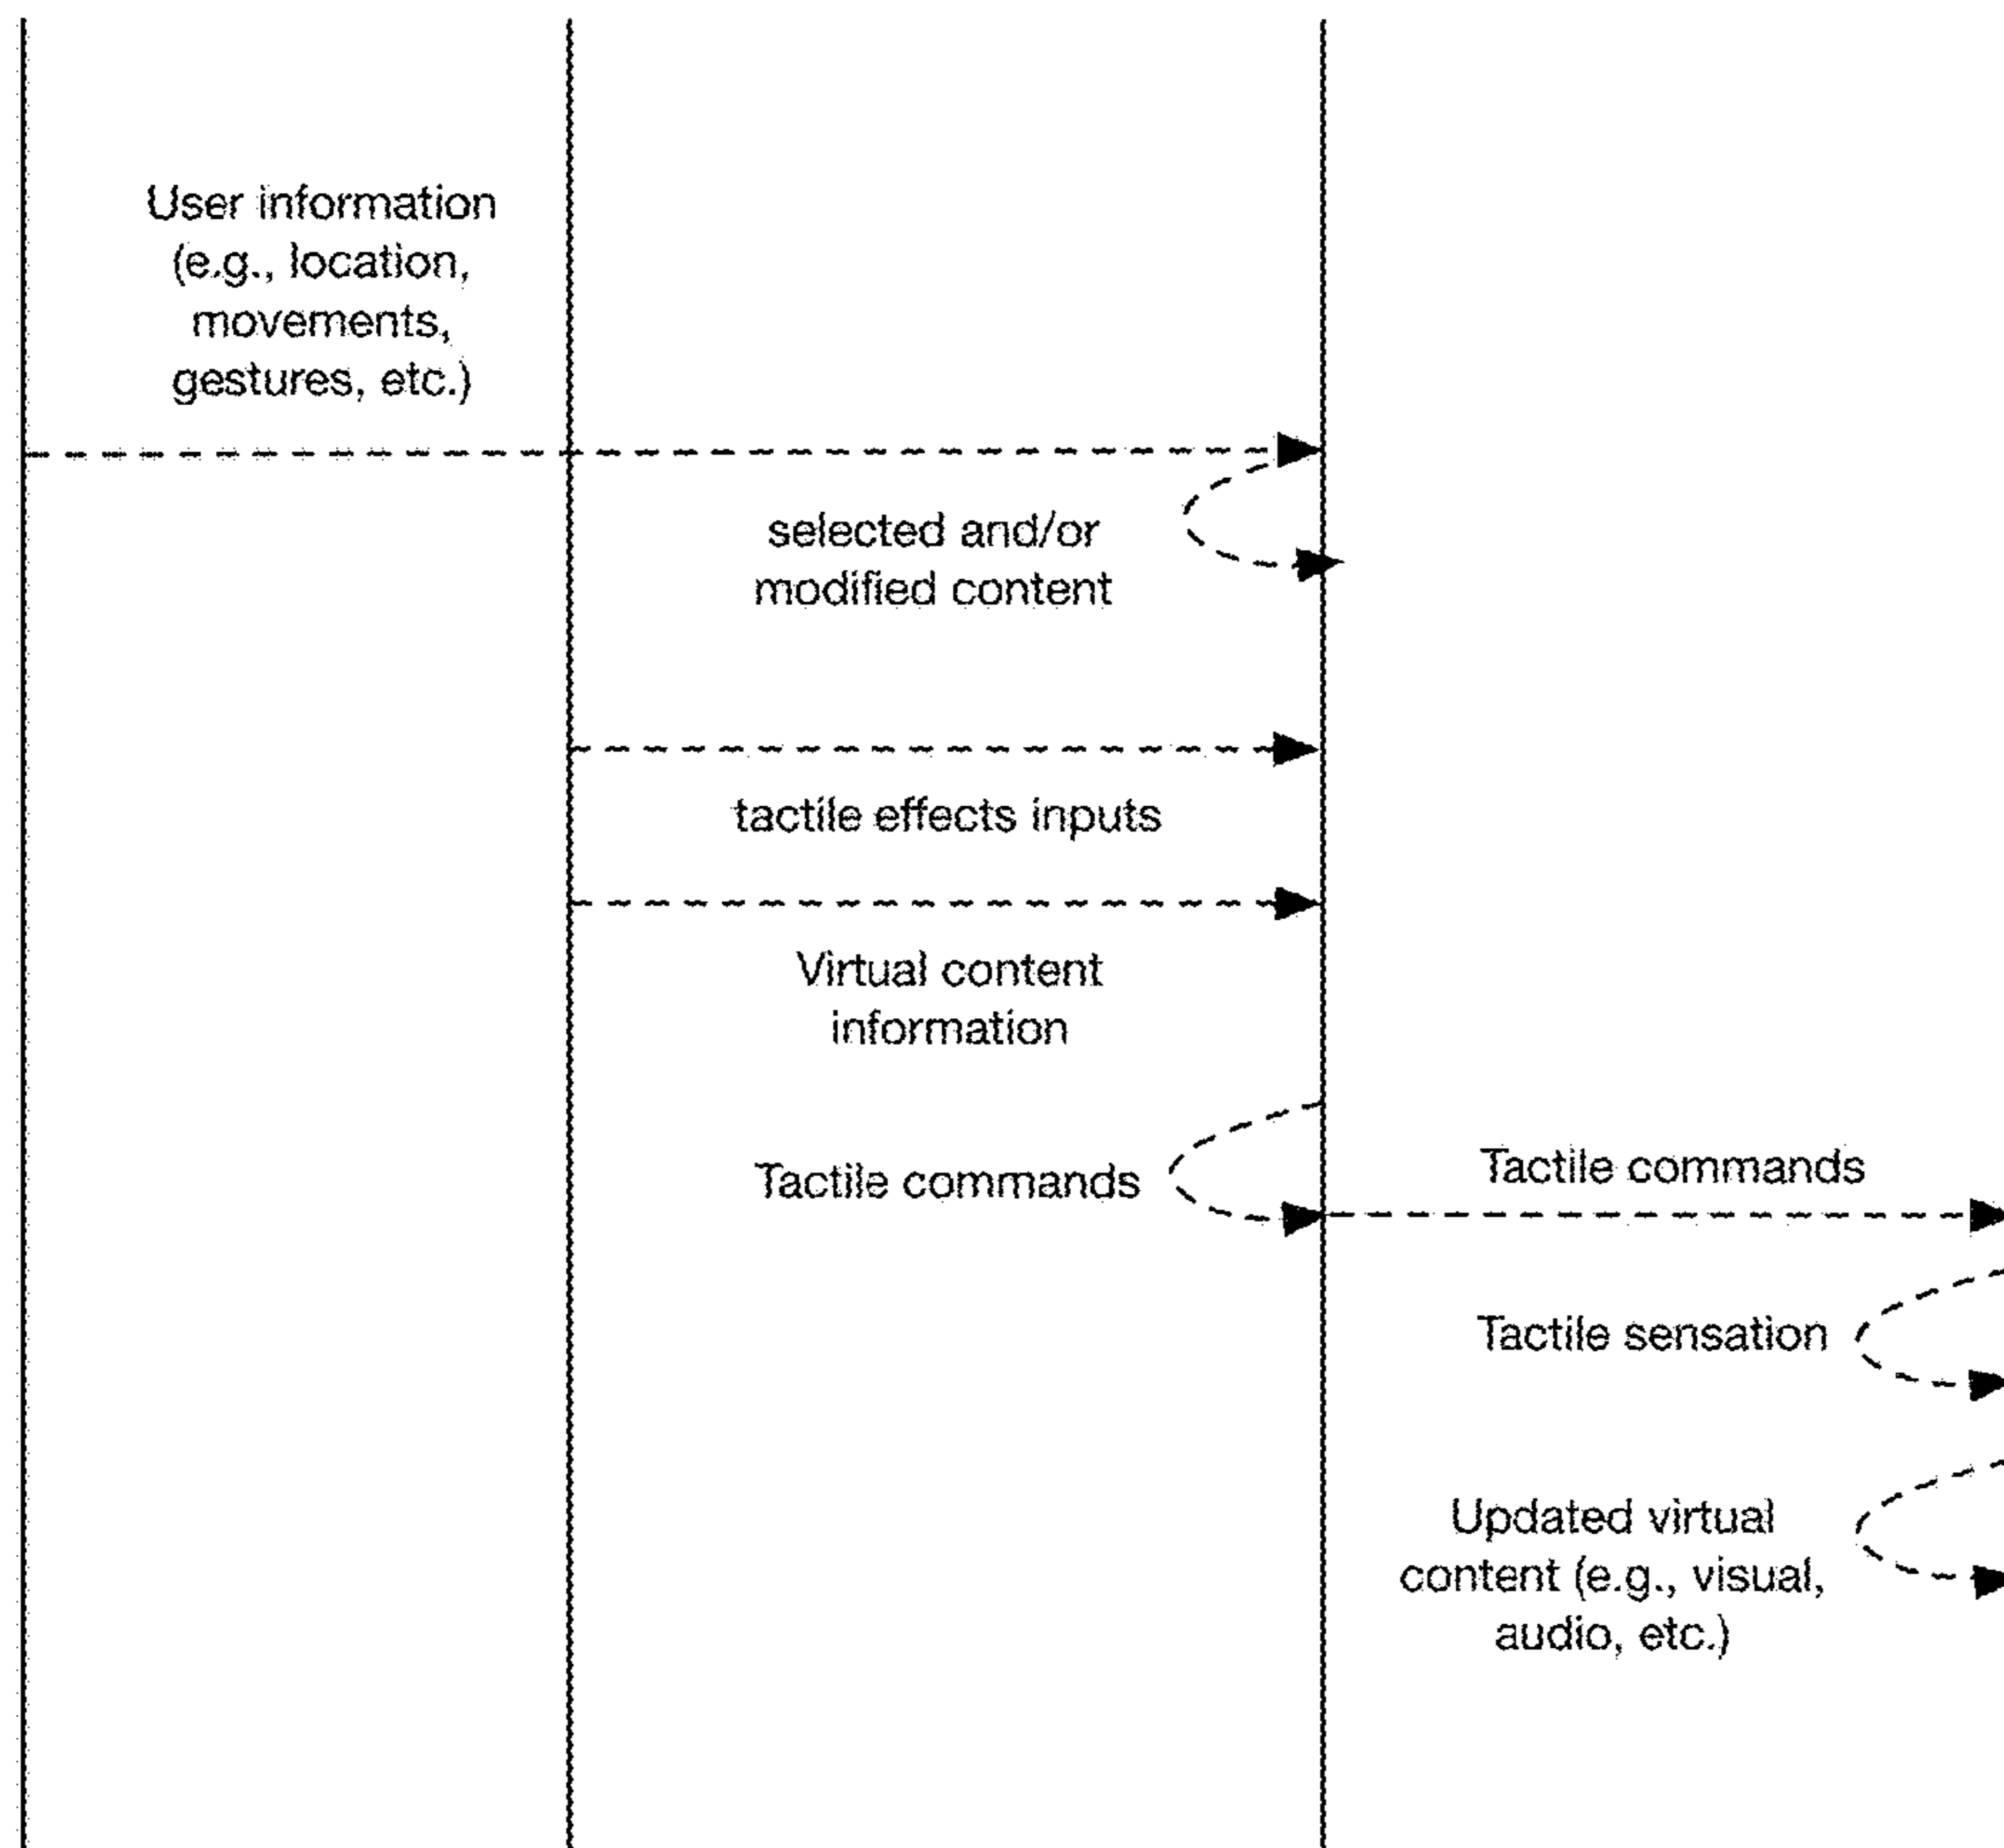 User information
(e.g., location,
movements,
gestures, etc.)
selected and/or
modified content
tactile effects inputs
Virtual content
information
Tactile commands
Tactile commands
Tactile sensation
Updated virtual
content (e.g., visual,
audio, etc.)